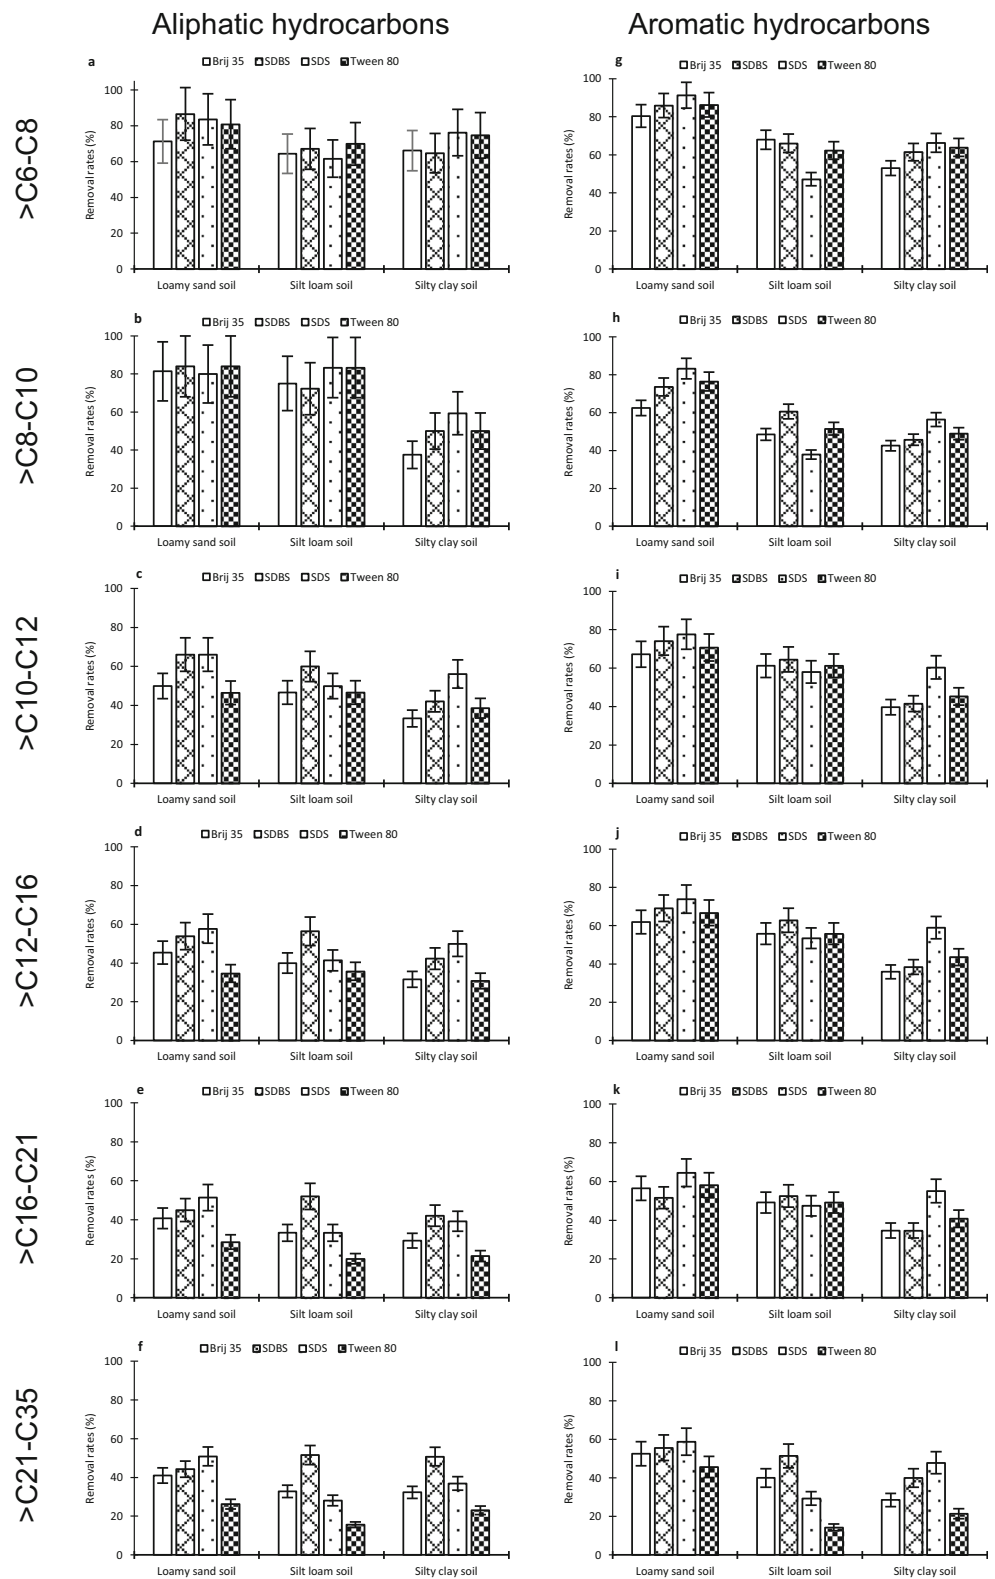 Aliphatic hydrocarbons
Aromatic hydrocarbons
>C6-C8
a
Brij 35 SDBS SDS Tween 80
Removal rates (%)
100
80
60
40
20
0
Loamy sand soil Silt loam soil Silty clay soil
g
Brij 35 SDBS SDS Tween 80
Removal rates (%)
100
80
60
40
20
0
Loamy sand soil Silt loam soil Silty clay soil
>C8-C10
b
Brij 35 SDBS SDS Tween 80
Removal rates (%)
100
80
60
40
20
0
Loamy sand soil Silt loam soil Silty clay soil
h
Brij 35 SDBS SDS Tween 80
Removal rates (%)
100
80
60
40
20
0
Loamy sand soil Silt loam soil Silty clay soil
>C10-C12
c
Brij 35 SDBS SDS Tween 80
Removal rates (%)
100
80
60
40
20
0
Loamy sand soil Silt loam soil Silty clay soil
i
Brij 35 SDBS SDS Tween 80
Removal rates (%)
100
80
60
40
20
0
Loamy sand soil Silt loam soil Silty clay soil
>C12-C16
d
Brij 35 SDBS SDS Tween 80
Removal rates (%)
100
80
60
40
20
0
Loamy sand soil Silt loam soil Silty clay soil
j
Brij 35 SDBS SDS Tween 80
Removal rates (%)
100
80
60
40
20
0
Loamy sand soil Silt loam soil Silty clay soil
>C16-C21
e
Brij 35 SDBS SDS Tween 80
Removal rates (%)
100
80
60
40
20
0
Loamy sand soil Silt loam soil Silty clay soil
k
Brij 35 SDBS SDS Tween 80
Removal rates (%)
100
80
60
40
20
0
Loamy sand soil Silt loam soil Silty clay soil
>C21-C35
f
Brij 35 SDBS SDS Tween 80
Removal rates (%)
100
80
60
40
20
0
Loamy sand soil Silt loam soil Silty clay soil
l
Brij 35 SDBS SDS Tween 80
Removal rates (%)
100
80
60
40
20
0
Loamy sand soil Silt loam soil Silty clay soil